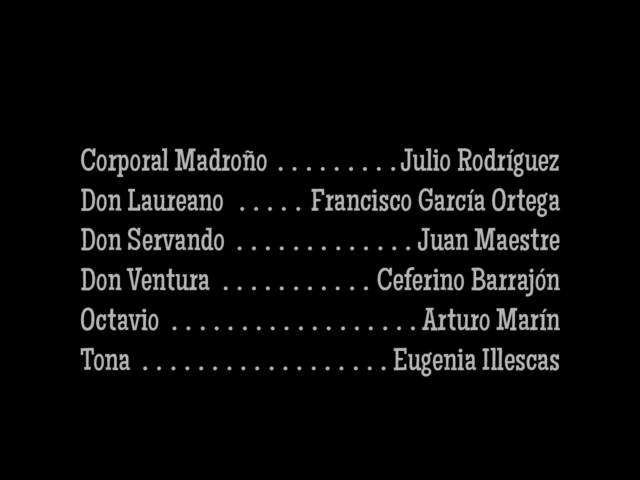 Corporal Madroño . . . . . . . . . Julio Rodríguez
Don Laureano . . . . . Francisco García Ortega
Don Servando . . . . . . . . . . . . . Juan Maestre
Don Ventura . . . . . . . . . . . Ceferino Barrajón
Octavio . . . . . . . . . . . . . . . . . . Arturo Marín
Tona . . . . . . . . . . . . . . . . . . Eugenia Illescas